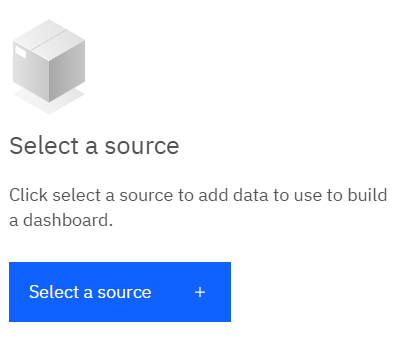 Select a source
Click select a source to add data to use to build
a dashboard.
Select a source +